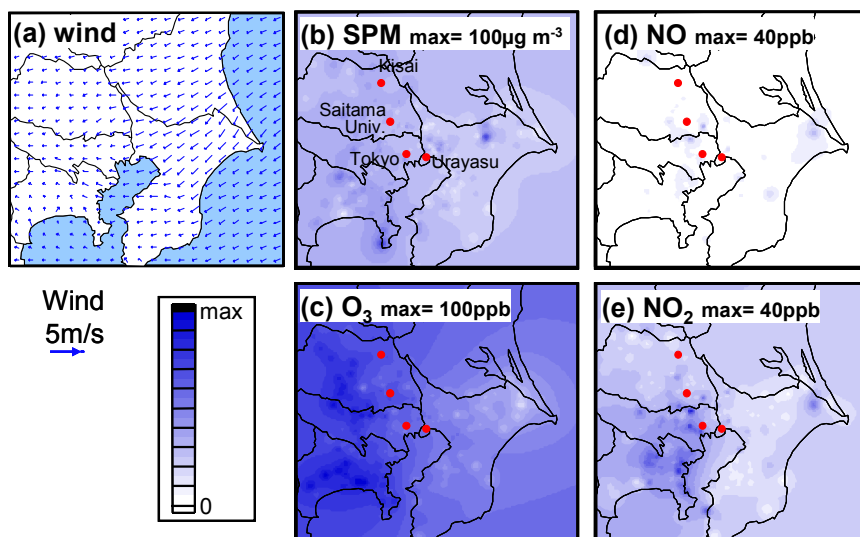 (a) wind
(b) SPM max= 100µg m⁻³
Kisai
Saitama
Univ.
Tokyo
Urayasu
(d) NO max= 40ppb
Wind
5m/s
max
0
(c) O₃ max= 100ppb
(e) NO₂ max= 40ppb